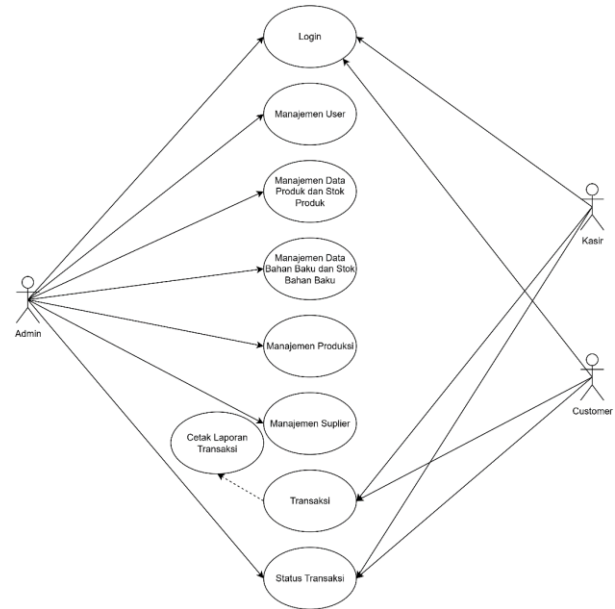 Login
Manajemen User
Manajemen Data
Produk dan Stok
Produk
Kasir
Manajemen Data
Bahan Baku dan Stok
Bahan Baku
Admin
Manajemen Produksi
Customer
Manajemen Suplier
Cetak Laporan
Transaksi
Transaksi
Status Transaksi